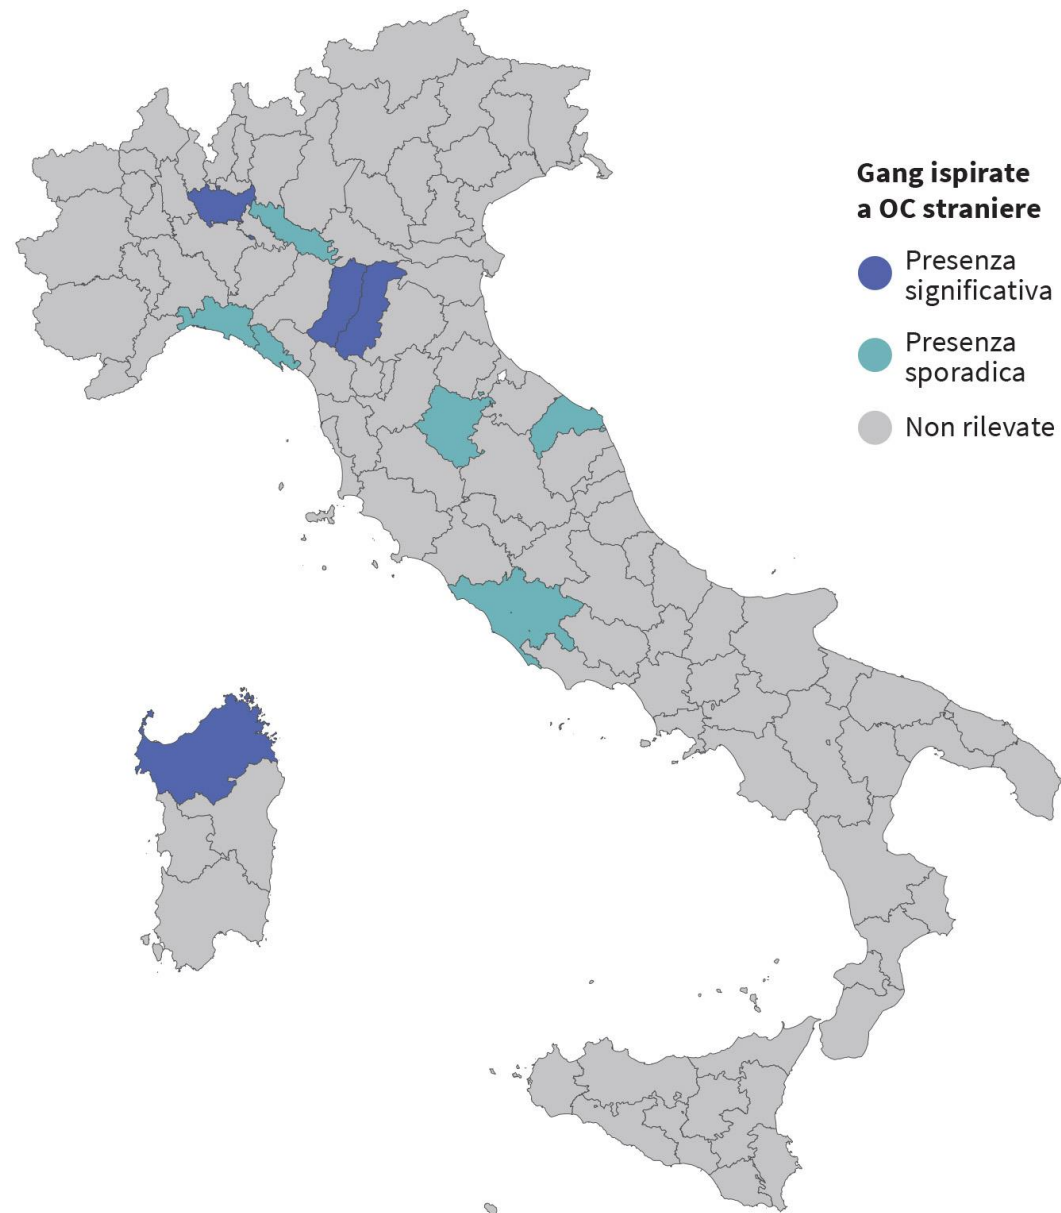 Gang ispirate
a OC straniere
Presenza
significativa
Presenza
sporadica
Non rilevate